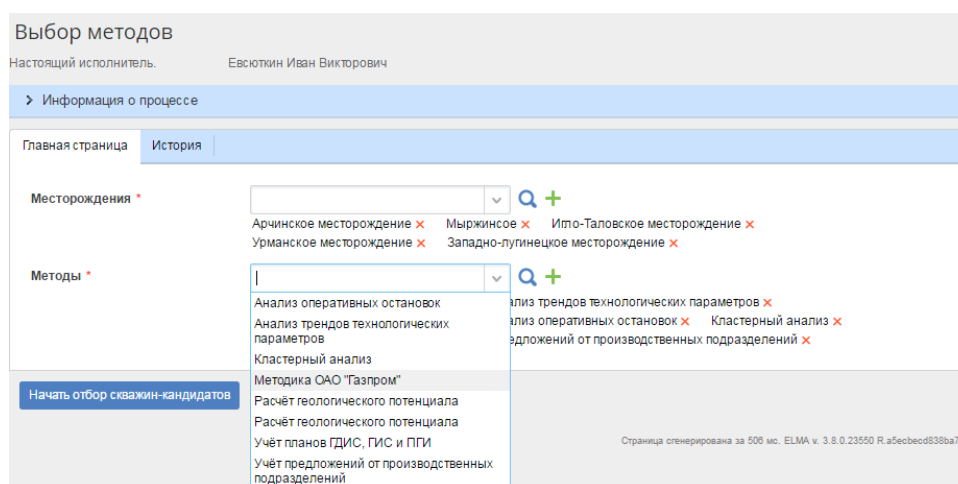 Выбор методов
Настоящий исполнитель. Евсюткин Иван Викторович
Информация о процессе
Главная страница История
Месторождения *
Арчинское месторождение Мыржинсое Игло-Таловское месторождение
Урманское месторождение Западно-лугинецкое месторождение
Методы *
Анализ оперативных остановок
Анализ трендов технологических
параметров
Кластерный анализ
Методика ОАО "Газпром"
Расчёт геологического потенциала
Расчёт геологического потенциала
Учёт планов ГДИС, ГИС и ПГИ
Учёт предложений от производственных
подразделений
трендов технологических параметров
оперативных остановок Кластерный анализ
от производственных подразделений
Начать отбор скважин-кандидатов
Страница сгенерирована за 506 мс. ELMA v. 3.8.0.23550 R.a5ecbecd838ba7